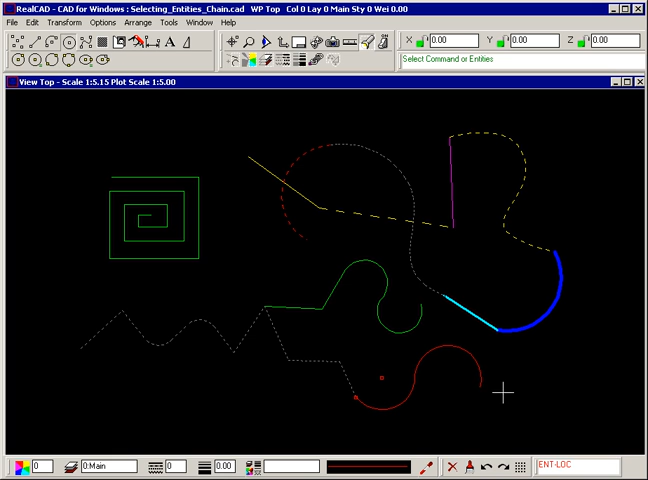 RealCAD - CAD for Windows : Selecting_Entities_Chain.cad WP Top Col 0 Lay 0 Main Sty 0 Wei 0.00
File Edit Transform Options Arrange Tools Window Help
X 0.00 Y 0.00 Z 0.00
Select Command or Entities
View Top - Scale 1:5.15 Plot Scale 1:5.00
0 0:Main 0 0.00 ENT-LOC